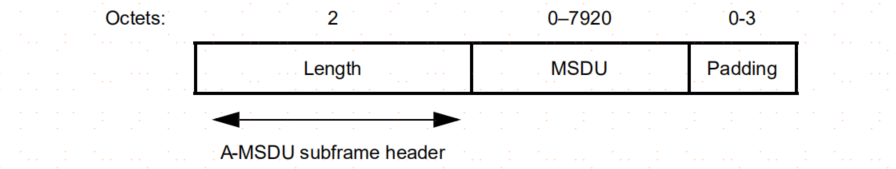 Octets: 2 0–7920 0-3
Length MSDU Padding
A-MSDU subframe header